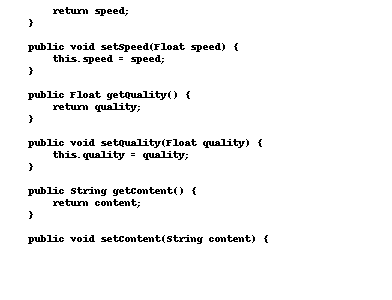 return speed;
    }

    public void setSpeed(Float speed) {
        this.speed = speed;
    }

    public Float getQuality() {
        return quality;
    }

    public void setQuality(Float quality) {
        this.quality = quality;
    }

    public String getContent() {
        return content;
    }

    public void setContent(String content) {